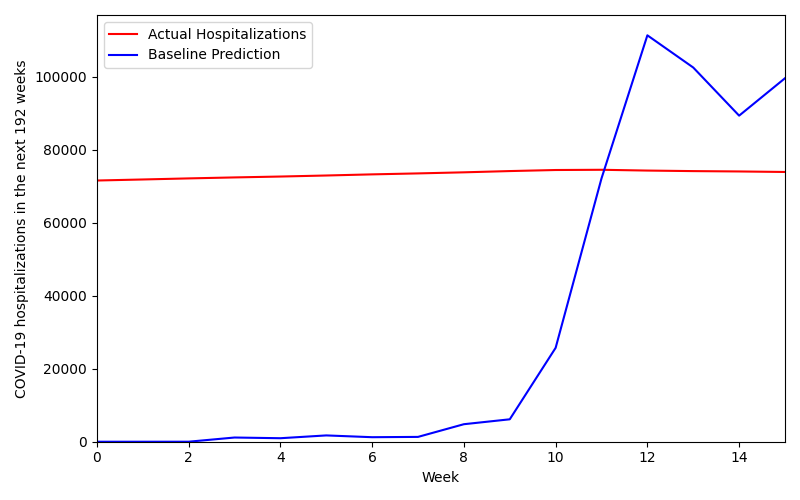 Actual Hospitalizations
Baseline Prediction
COVID-19 hospitalizations in the next 192 weeks
100000
80000
60000
40000
20000
0
0 2 4 6 8 10 12 14
Week